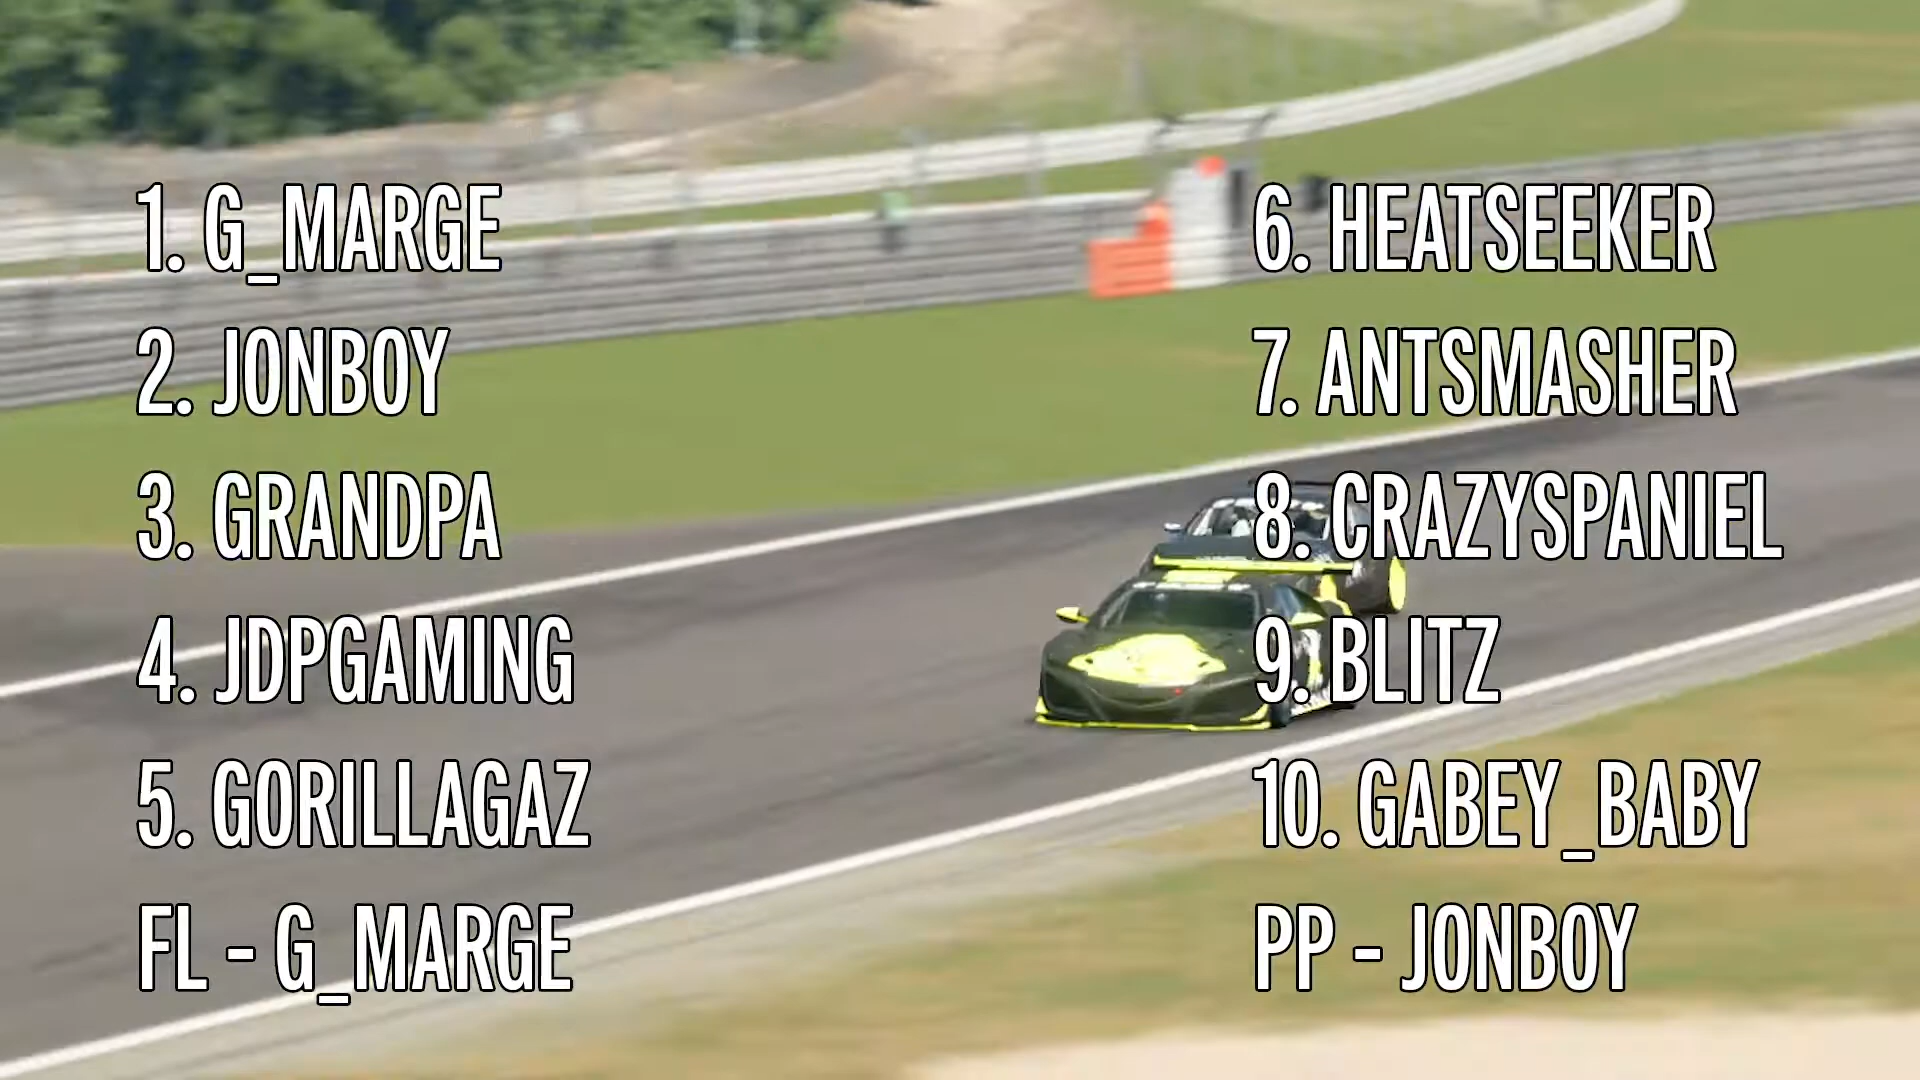 1. G_MARGE
2. JONBOY
3. GRANDPA
4. JDPGAMING
5. GORILLAGAZ
FL - G_MARGE
6. HEATSEEKER
7. ANTSMASHER
8. CRAZYSPANIEL
9. BLITZ
10. GABEY_BABY
PP - JONBOY